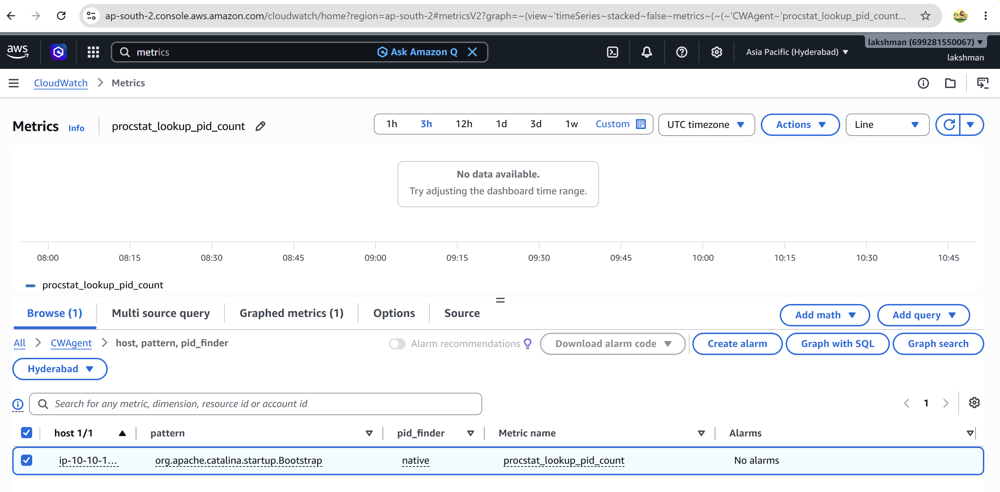 ap-south-2.console.aws.amazon.com/cloudwatch/home?region=ap-south-2#metricsV2?graph=~(view~'timeSeries~stacked~false~metrics~(~(~'CWAgent~'procstat_lookup_pid_count...
aws
metrics
Ask Amazon Q
Asia Pacific (Hyderabad)
lakshman (699281550067)
lakshman
CloudWatch
Metrics
Metrics
Info
procstat_lookup_pid_count
1h 3h 12h 1d 3d 1w Custom
UTC timezone
Actions
Line
No data available.
Try adjusting the dashboard time range.
08:00 08:15 08:30 08:45 09:00 09:15 09:30 09:45 10:00 10:15 10:30 10:45
procstat_lookup_pid_count
Browse (1)
Multi source query
Graphed metrics (1)
Options
Source
Add math
Add query
All
CWAgent
host, pattern, pid_finder
Alarm recommendations
Download alarm code
Create alarm
Graph with SQL
Graph search
Hyderabad
Search for any metric, dimension, resource id or account id
1
host 1/1 pattern pid_finder Metric name Alarms
ip-10-10-1... org.apache.catalina.startup.Bootstrap native procstat_lookup_pid_count No alarms